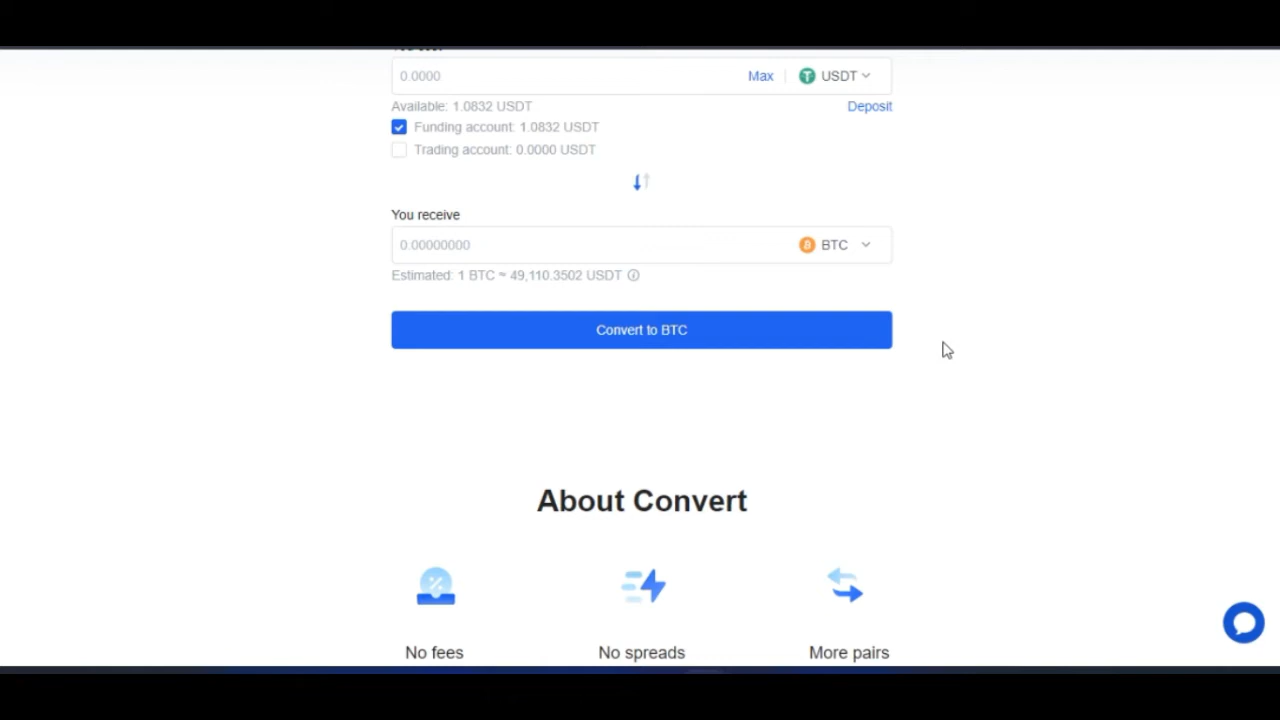 0.0000 Max USDT
Available: 1.0832 USDT Deposit
Funding account: 1.0832 USDT
Trading account: 0.0000 USDT
You receive
0.00000000 BTC
Estimated: 1 BTC ≈ 49,110.3502 USDT
Convert to BTC
About Convert
No fees No spreads More pairs